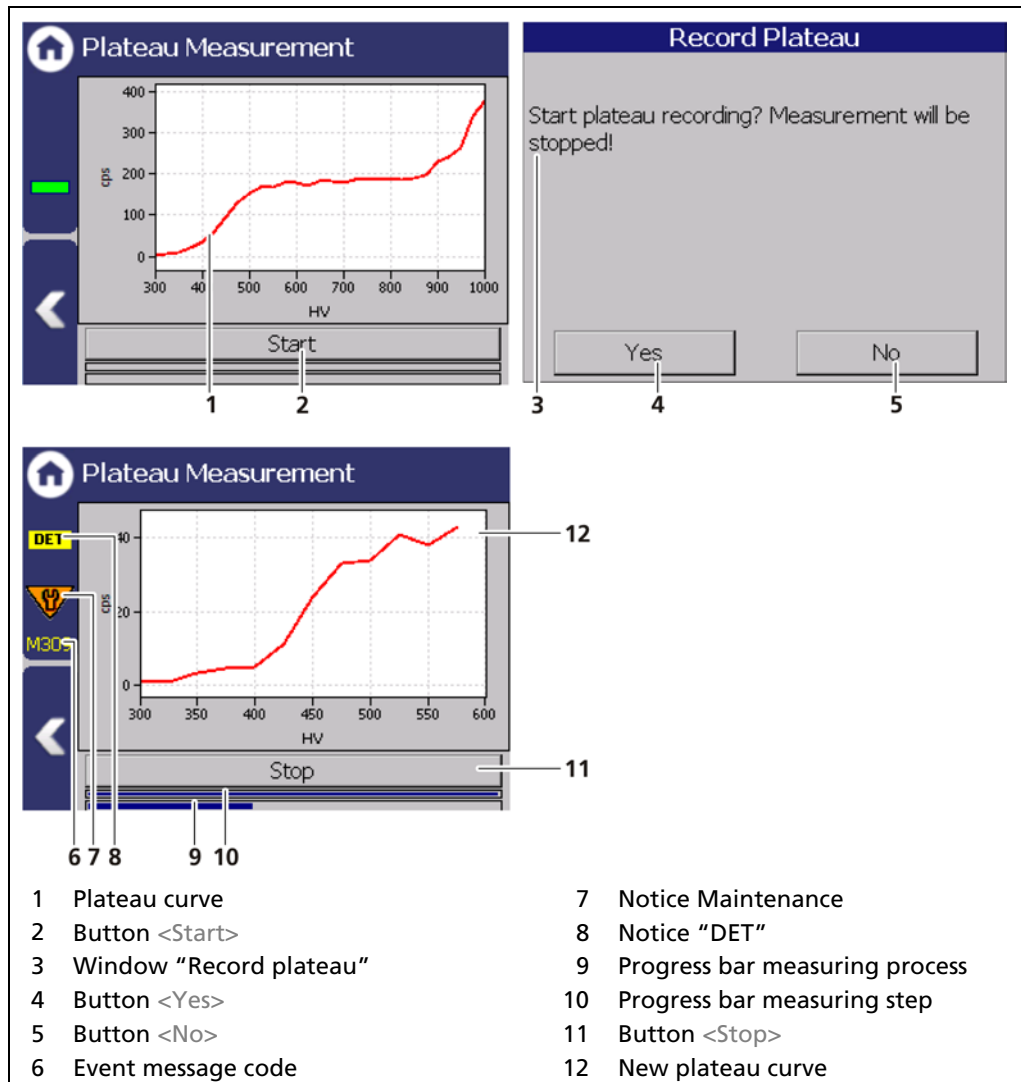 Plateau Measurement
400
300
200
100
0
cps
300 40 500 600 700 800 900 1000
HV
Start
1 2
Record Plateau
Start plateau recording? Measurement will be
stopped!
Yes No
3 4 5
Plateau Measurement
DET
40
20
0
cps
300 350 400 450 500 550 600
HV
Stop
12
11
6 7 8 9 10
1 Plateau curve
2 Button <Start>
3 Window “Record plateau”
4 Button <Yes>
5 Button <No>
6 Event message code
7 Notice Maintenance
8 Notice “DET”
9 Progress bar measuring process
10 Progress bar measuring step
11 Button <Stop>
12 New plateau curve